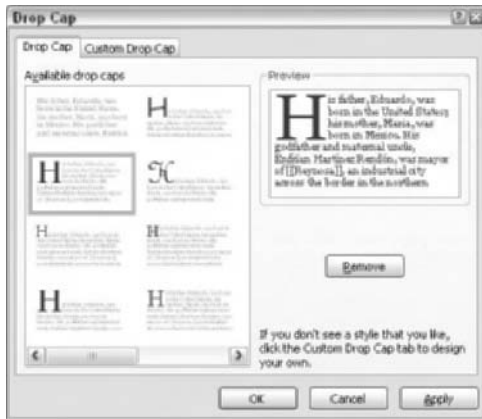 Drop Cap
Drop Cap
Custom Drop Cap
Available drop caps
Preview
His father, Eduardo, was
born in the United States;
his mother, Maria, was
born in Mexico. His
godfather and maternal uncle,
Endrian Martinez Rendón, was mayor
of [[Reynosa]], an industrial city
across the border in the northern
Remove
If you don't see a style that you like,
click the Custom Drop Cap tab to design
your own.
OK
Cancel
Apply